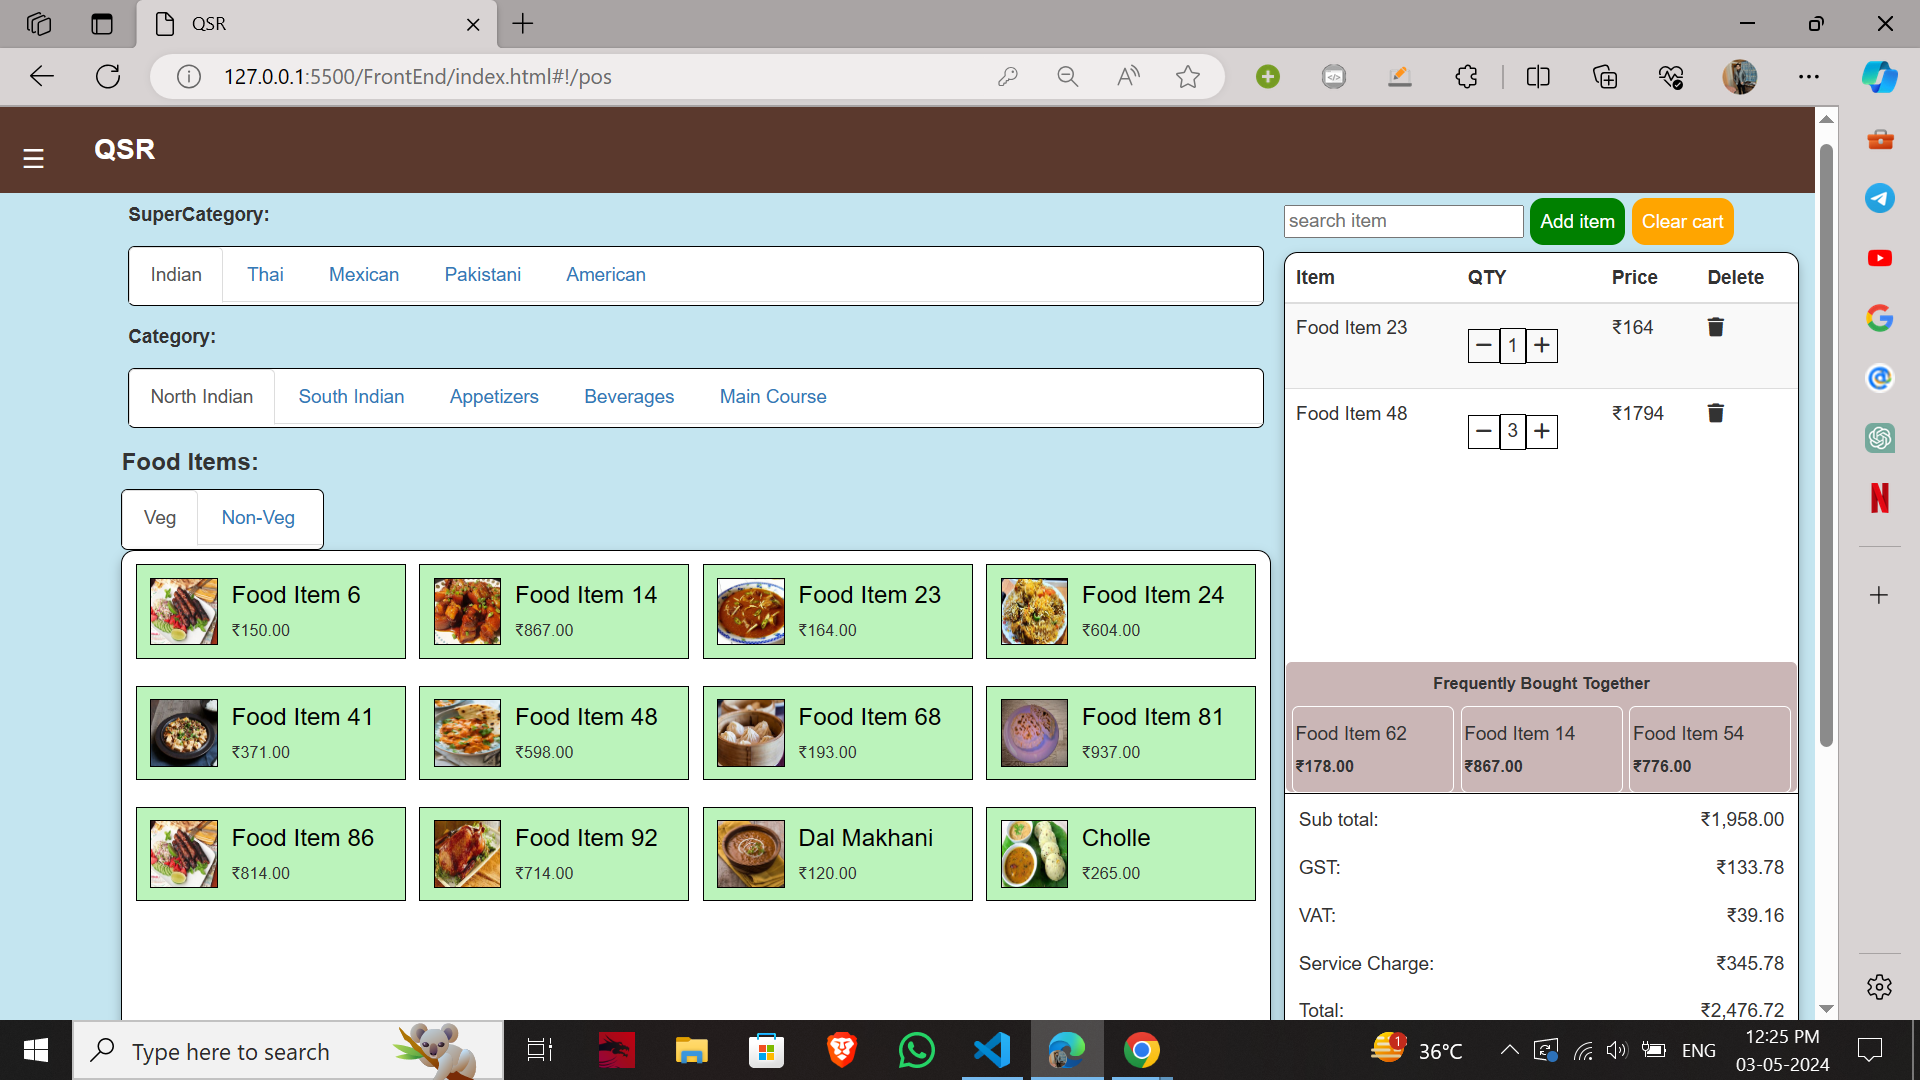 QSR
127.0.0.1:5500/FrontEnd/index.html#!/pos
☰ QSR
SuperCategory:
Indian Thai Mexican Pakistani American
Category:
North Indian South Indian Appetizers Beverages Main Course
Food Items:
Veg Non-Veg
Food Item 6
₹150.00
Food Item 14
₹867.00
Food Item 23
₹164.00
Food Item 24
₹604.00
Food Item 41
₹371.00
Food Item 48
₹598.00
Food Item 68
₹193.00
Food Item 81
₹937.00
Food Item 86
₹814.00
Food Item 92
₹714.00
Dal Makhani
₹120.00
Cholle
₹265.00
search item Add item Clear cart
Item QTY Price Delete
Food Item 23 − 1 + ₹164
Food Item 48 − 3 + ₹1794
Frequently Bought Together
Food Item 62
₹178.00
Food Item 14
₹867.00
Food Item 54
₹776.00
Sub total: ₹1,958.00
GST: ₹133.78
VAT: ₹39.16
Service Charge: ₹345.78
Total: ₹2,476.72
Type here to search
1
36°C
ENG
12:25 PM
03-05-2024